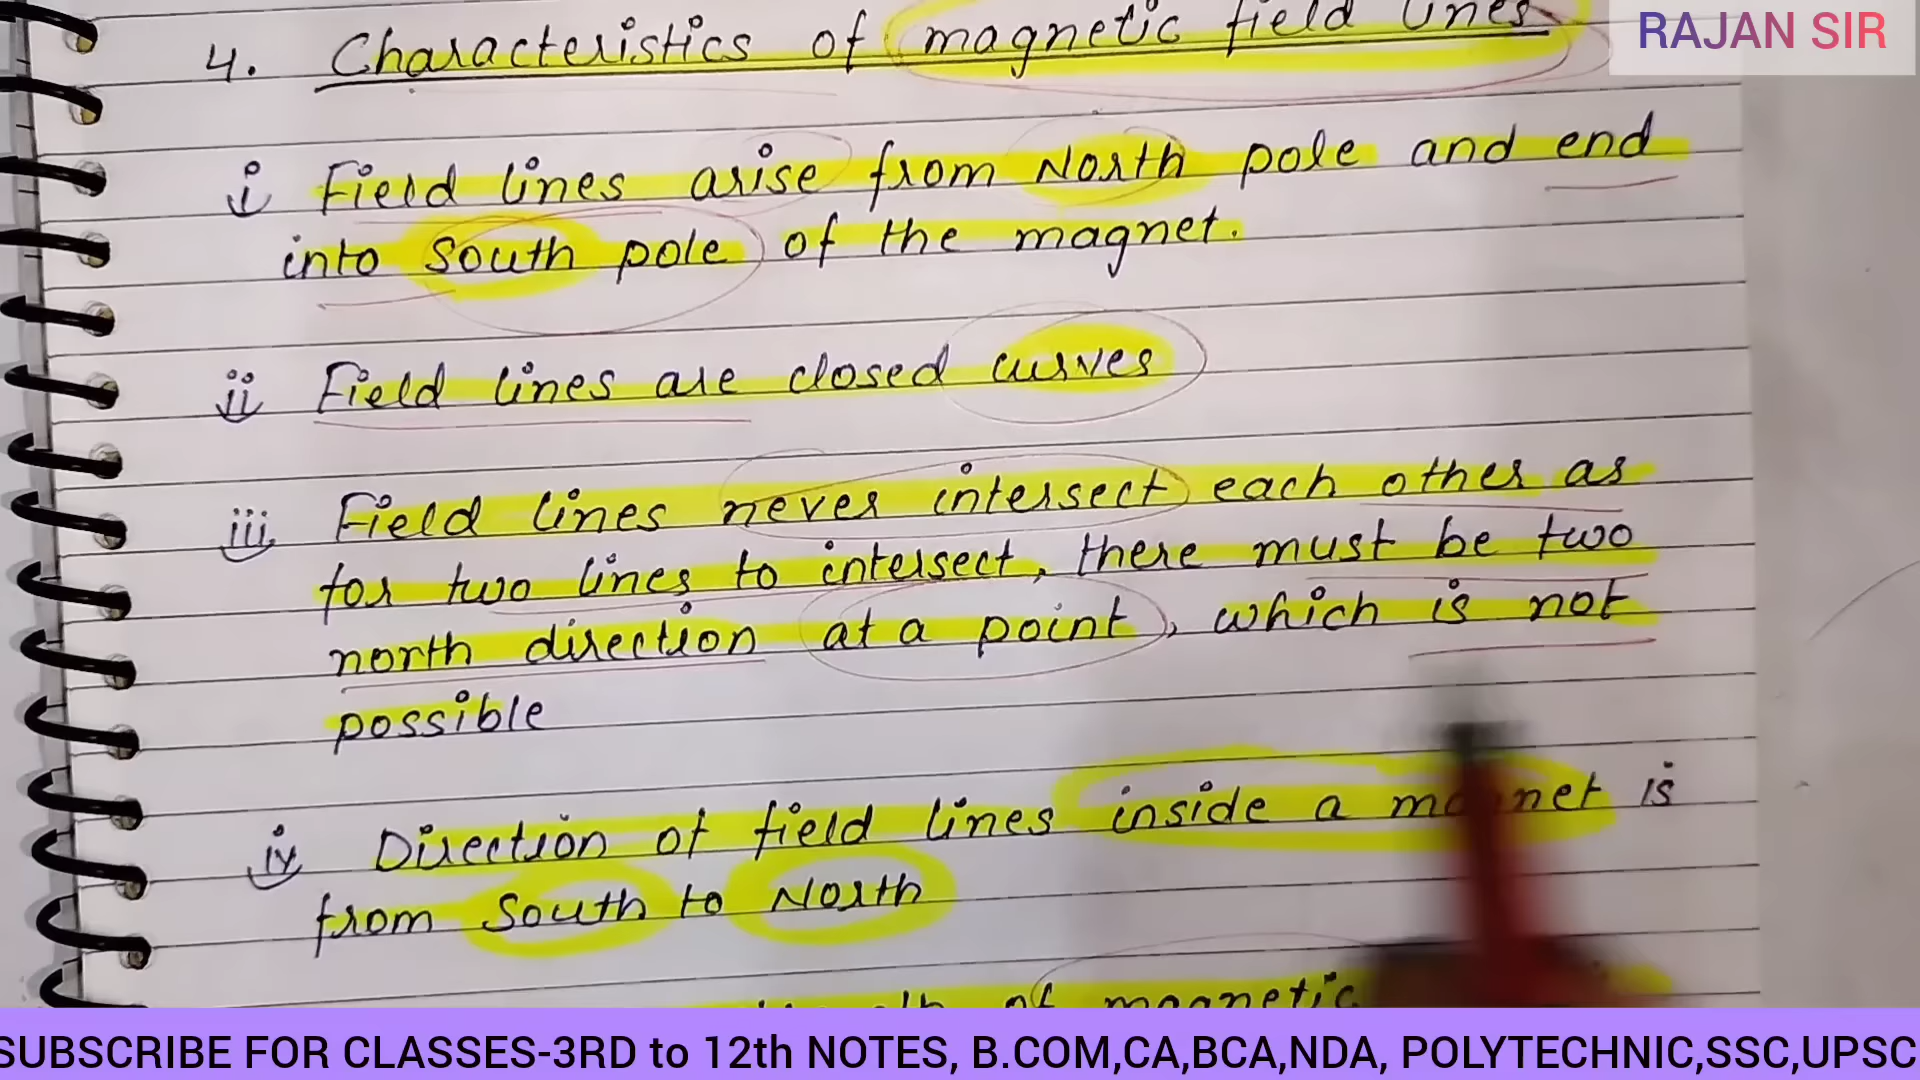 RAJAN SIR
4. Characteristics of magnetic field lines
i Field lines arise from North pole and end
into South pole of the magnet.
ii Field lines are closed curves
iii Field lines never intersect each other as
for two lines to intersect, there must be two
north direction at a point, which is not
possible
iv Direction of field lines inside a magnet is
from South to North
of magnetic
SUBSCRIBE FOR CLASSES-3RD to 12th NOTES, B.COM,CA,BCA,NDA, POLYTECHNIC,SSC,UPSC